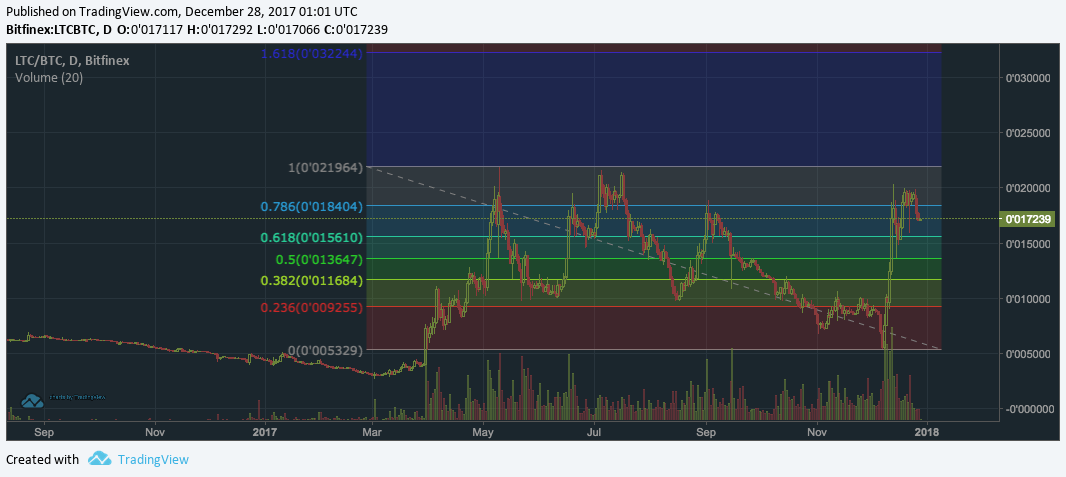 Published on TradingView.com, December 28, 2017 01:01 UTC
Bitfinex:LTCBTC, D O:0'017117 H:0'017292 L:0'017066 C:0'017239
LTC/BTC, D, Bitfinex
Volume (20)
1.618(0'032244)
1(0'021964)
0.786(0'018404)
0.618(0'015610)
0.5(0'013647)
0.382(0'011684)
0.236(0'009255)
0(0'005329)
0'030000
0'025000
0'020000
0'017239
0'015000
0'010000
0'005000
-0'000000
charts by TradingView
Sep Nov 2017 Mar May Jul Sep Nov 2018
Created with TradingView